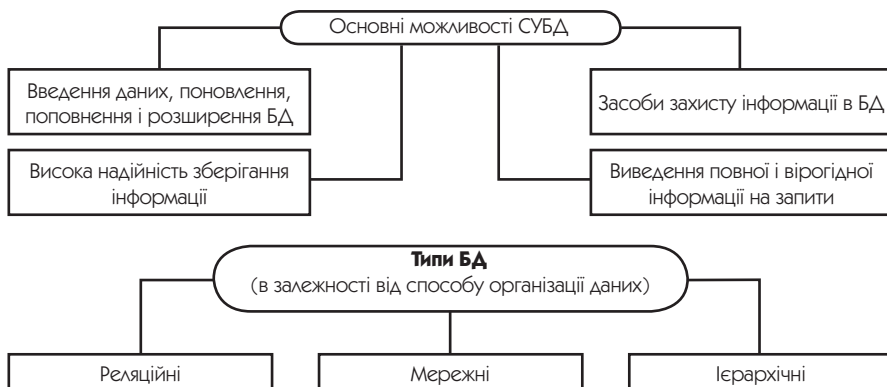 Основні можливості СУБД
Введення даних, поновлення,
поповнення і розширення БД
Засоби захисту інформації в БД
Висока надійність зберігання
інформації
Виведення повної і вірогідної
інформації на запити
Типи БД
(в залежності від способу організації даних)
Реляційні
Мережні
Ієрархічні